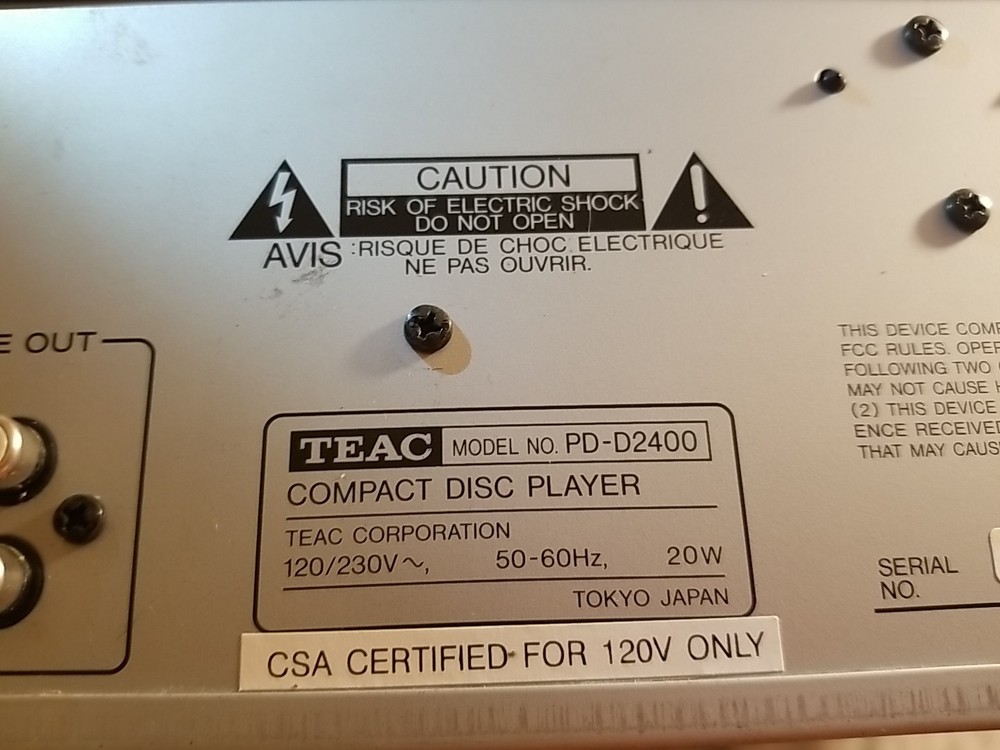 CAUTION
RISK OF ELECTRIC SHOCK
DO NOT OPEN
AVIS :RISQUE DE CHOC ELECTRIQUE
NE PAS OUVRIR.
E OUT
THIS DEVICE COMP
FCC RULES. OPER
FOLLOWING TWO
MAY NOT CAUSE H
(2) THIS DEVICE
ENCE RECEIVED
THAT MAY CAUS
TEAC MODEL NO. PD-D2400
COMPACT DISC PLAYER
TEAC CORPORATION
120/230V~, 50-60Hz, 20W
TOKYO JAPAN
SERIAL
NO.
CSA CERTIFIED FOR 120V ONLY